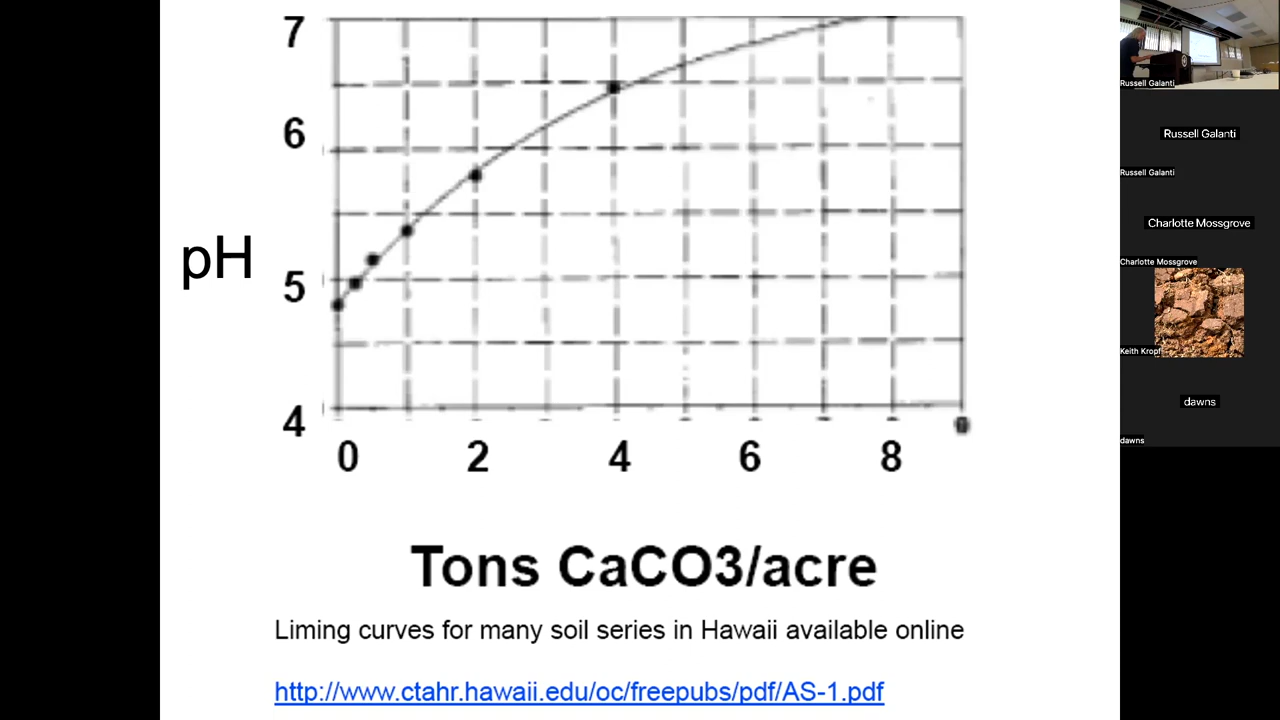 7
6
pH
5
4
0 2 4 6 8
Tons CaCO3/acre
Liming curves for many soil series in Hawaii available online
http://www.ctahr.hawaii.edu/oc/freepubs/pdf/AS-1.pdf
Russell Galanti
Russell Galanti
Russell Galanti
Charlotte Mossgrove
Charlotte Mossgrove
Keith Kropf
dawns
dawns